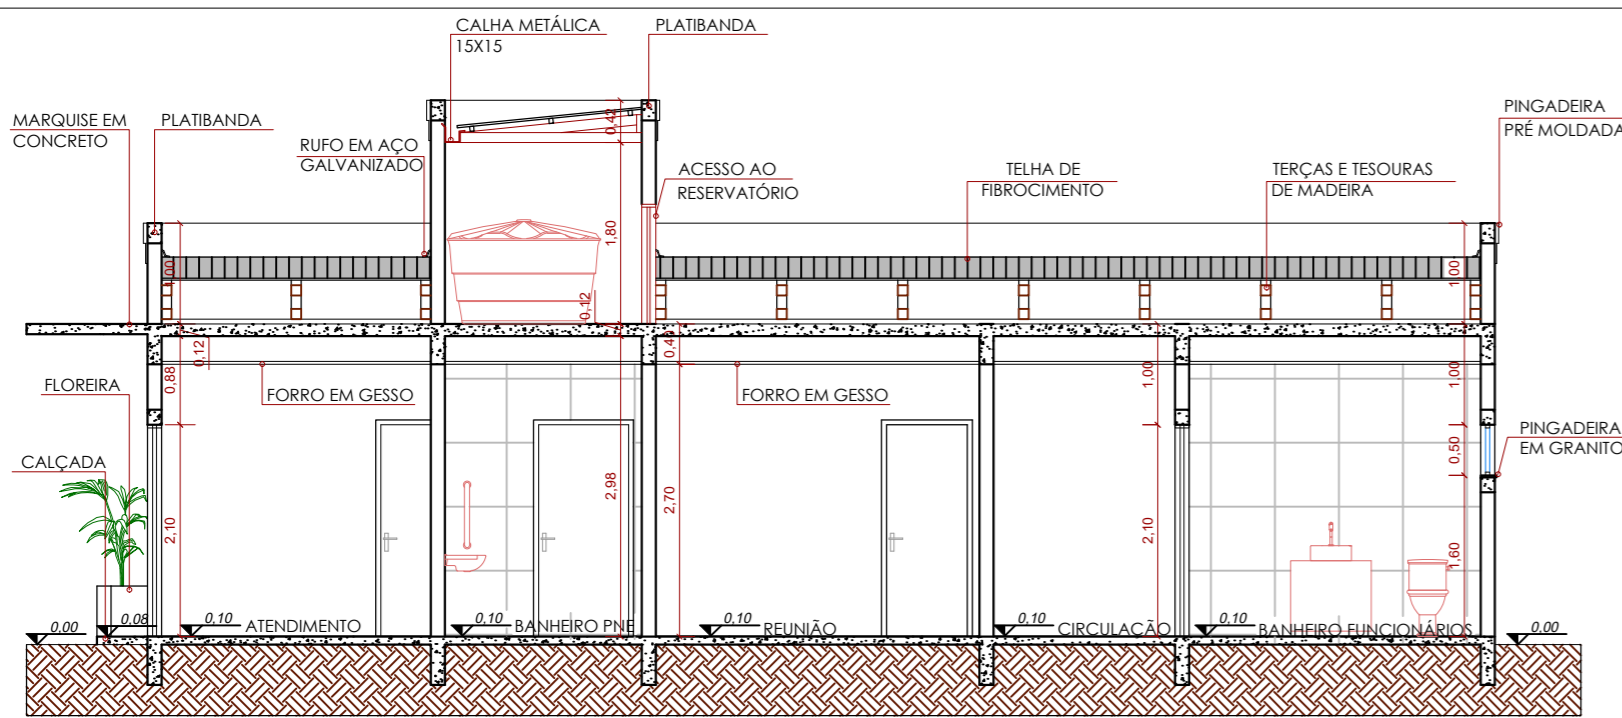 CALHA METÁLICA
15X15
PLATIBANDA
MARQUISE EM
CONCRETO
PLATIBANDA
RUFO EM AÇO
GALVANIZADO
ACESSO AO
RESERVATÓRIO
TELHA DE
FIBROCIMENTO
TERÇAS E TESOURAS
DE MADEIRA
PINGADEIRA
PRÉ MOLDADA
0,42
1,80
1,00
1,00
0,12
0,12
0,40
0,88
1,00
1,00
FLOREIRA
FORRO EM GESSO
FORRO EM GESSO
CALÇADA
PINGADEIRA
EM GRANITO
0,50
2,98
2,70
2,10
2,10
1,60
0,00
0,08
0,10
ATENDIMENTO
0,10
BANHEIRO PNE
0,10
REUNIÃO
0,10
CIRCULAÇÃO
0,10
BANHEIRO FUNCIONÁRIOS
0,00